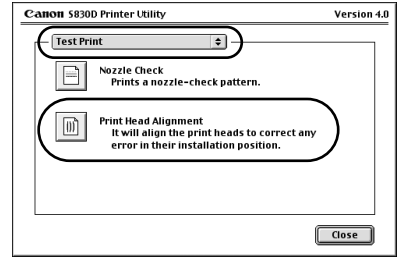 Canon S830D Printer Utility Version 4.0
Test Print
Nozzle Check
Prints a nozzle-check pattern.
Print Head Alignment
It will align the print heads to correct any
error in their installation position.
Close